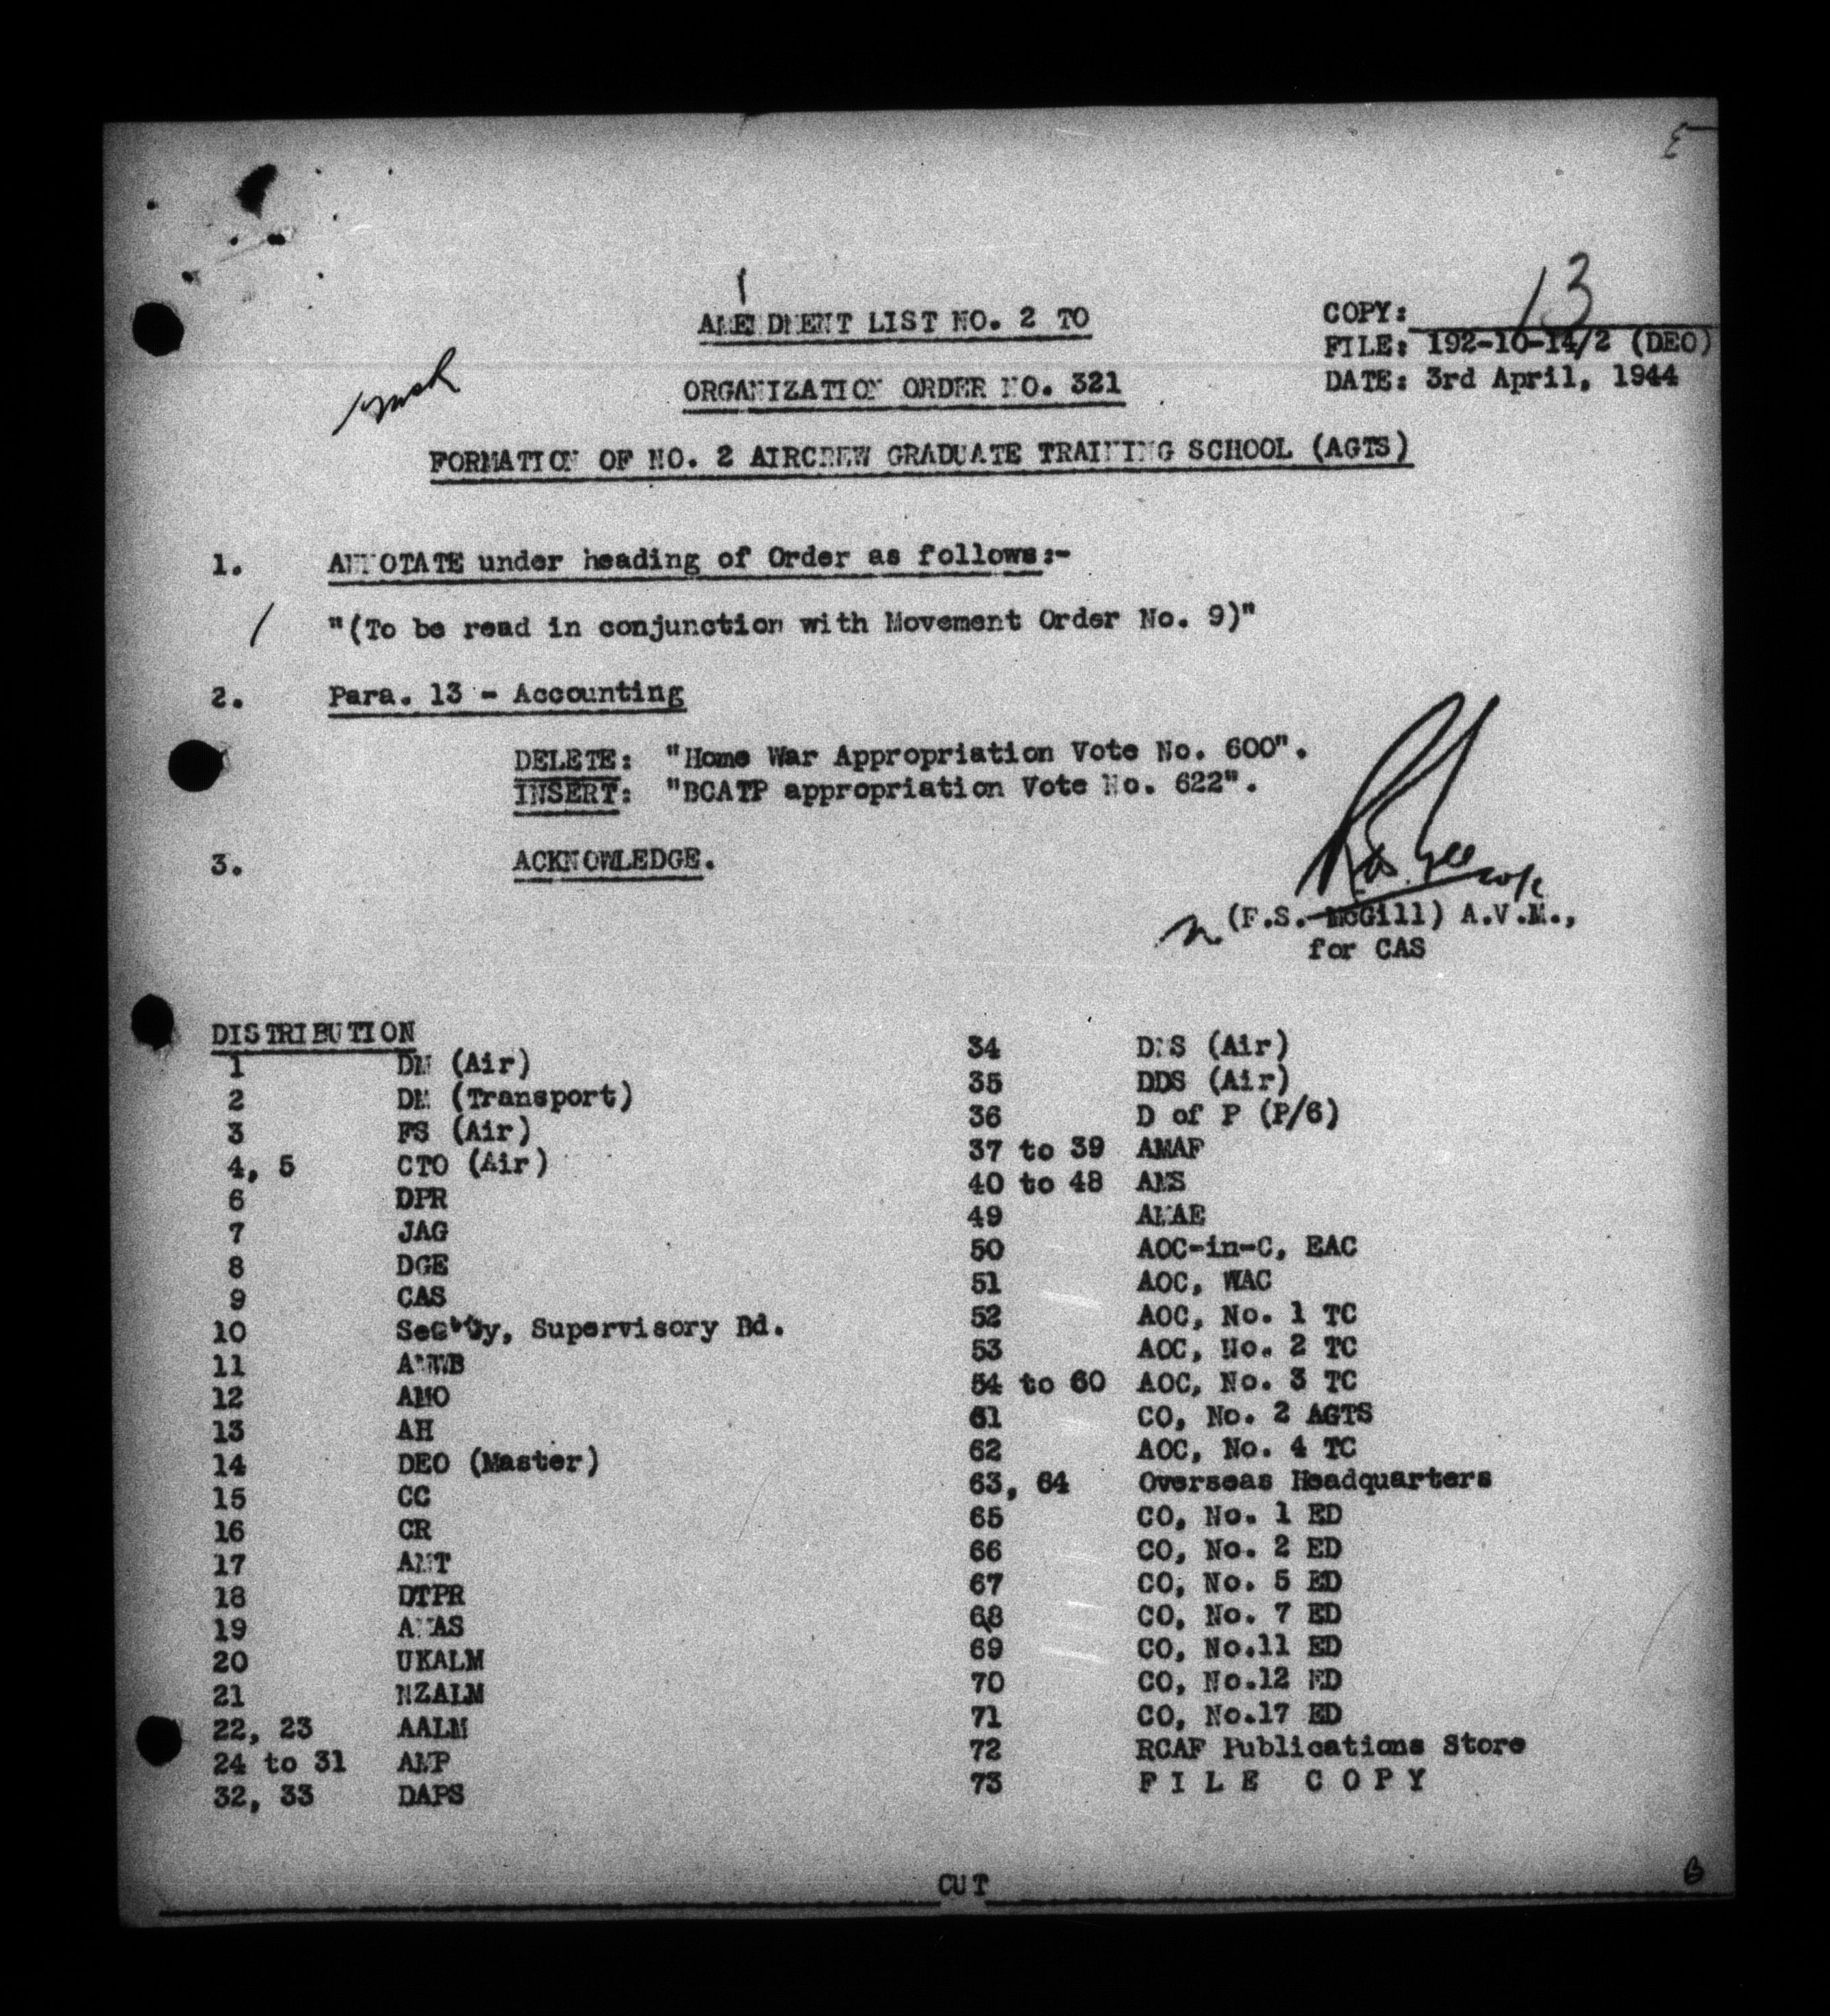 AMENDMENT LIST NO. 2 TO
ORGANIZATION ORDER NO. 321
COPY: 13
FILE: 192-10-14/2 (DEO)
DATE: 3rd April, 1944
FORMATION OF NO. 2 AIRCREW GRADUATE TRAINING SCHOOL (AGTS)
1. ANNOTATE under heading of Order as follows:-
"(To be read in conjunction with Movement Order No. 9)"
2. Para. 13 - Accounting
DELETE: "Home War Appropriation Vote No. 600".
INSERT: "BCATP appropriation Vote No. 622".
3. ACKNOWLEDGE.
(F.S. McGill) A.V.M.,
for CAS
DISTRIBUTION
1 DM (Air)
2 DM (Transport)
3 FS (Air)
4, 5 CTO (Air)
6 DPR
7 JAG
8 DGE
9 CAS
10 Supervisory Bd.
11 AMWB
12 AMO
13 AH
14 DEO (Master)
15 CC
16 CR
17 AMT
18 DTPR
19 AMAS
20 UKALM
21 NZALM
22, 23 AALM
24 to 31 AMP
32, 33 DAPS
34 DMS (Air)
35 DDS (Air)
36 D of P (P/6)
37 to 39 AMAF
40 to 48 AMS
49 AMAE
50 AOC-in-C, EAC
51 AOC, WAC
52 AOC, No. 1 TC
53 AOC, No. 2 TC
54 to 60 AOC, No. 3 TC
61 CO, No. 2 AGTS
62 AOC, No. 4 TC
63, 64 Overseas Headquarters
65 CO, No. 1 ED
66 CO, No. 2 ED
67 CO, No. 5 ED
68 CO, No. 7 ED
69 CO, No.11 ED
70 CO, No.12 ED
71 CO, No.17 ED
72 RCAF Publications Store
73 F I L E C O P Y
CUT